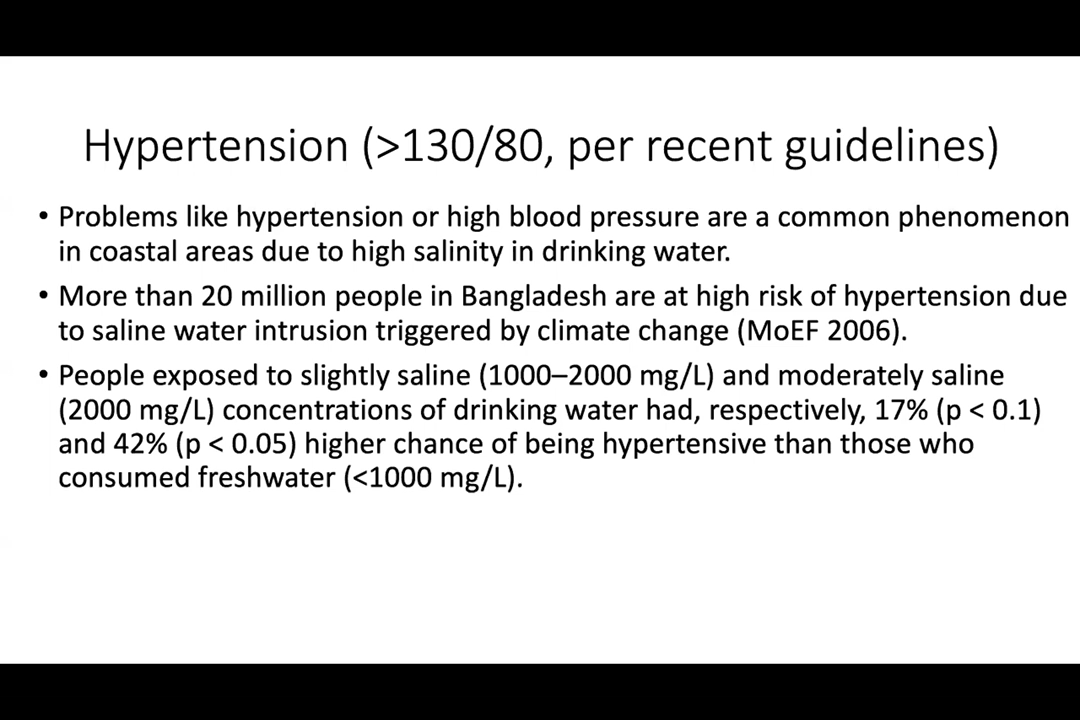 Hypertension (>130/80, per recent guidelines)
• Problems like hypertension or high blood pressure are a common phenomenon
in coastal areas due to high salinity in drinking water.
• More than 20 million people in Bangladesh are at high risk of hypertension due
to saline water intrusion triggered by climate change (MoEF 2006).
• People exposed to slightly saline (1000–2000 mg/L) and moderately saline
(2000 mg/L) concentrations of drinking water had, respectively, 17% (p < 0.1)
and 42% (p < 0.05) higher chance of being hypertensive than those who
consumed freshwater (<1000 mg/L).